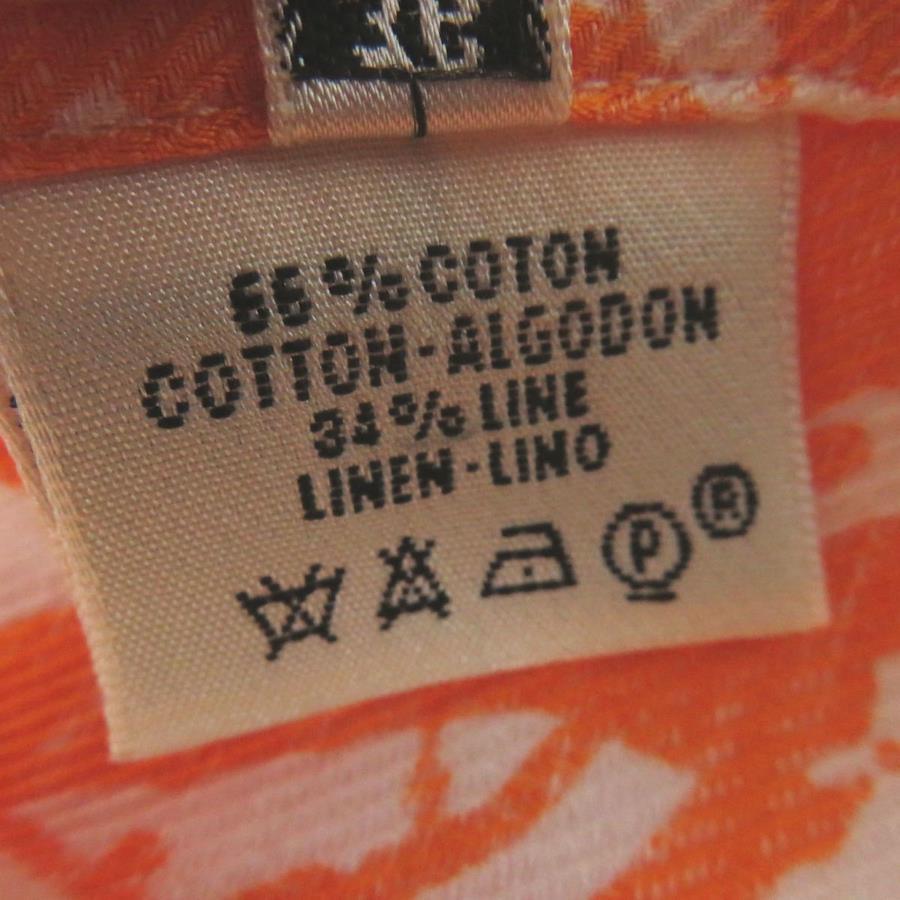 66 % COTON
COTTON-ALGODON
34 % LINE
LINEN-LINO
P ®